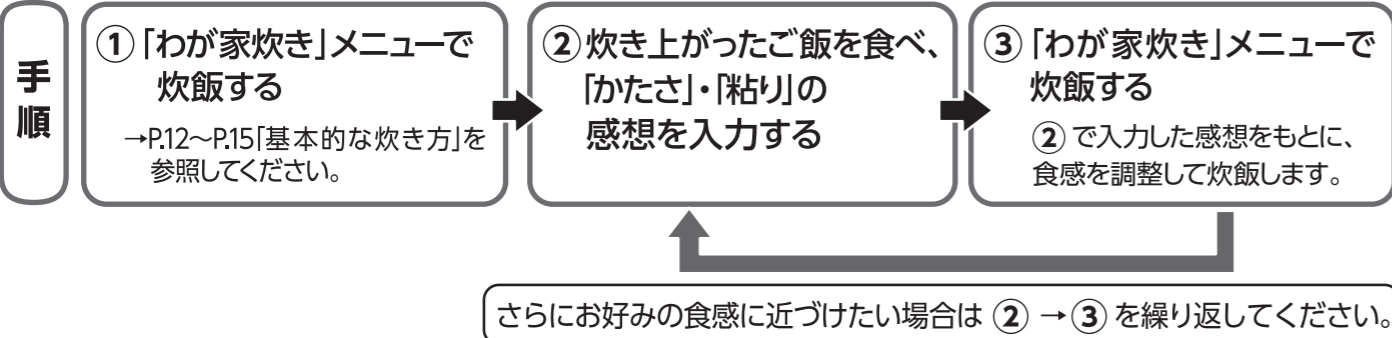 手順
①「わが家炊き」メニューで
炊飯する
→P.12〜P.15「基本的な炊き方」を
参照してください。
②炊き上がったご飯を食べ、
「かたさ」・「粘り」の
感想を入力する
③「わが家炊き」メニューで
炊飯する
②で入力した感想をもとに、
食感を調整して炊飯します。
さらにお好みの食感に近づけたい場合は②→③を繰り返してください。